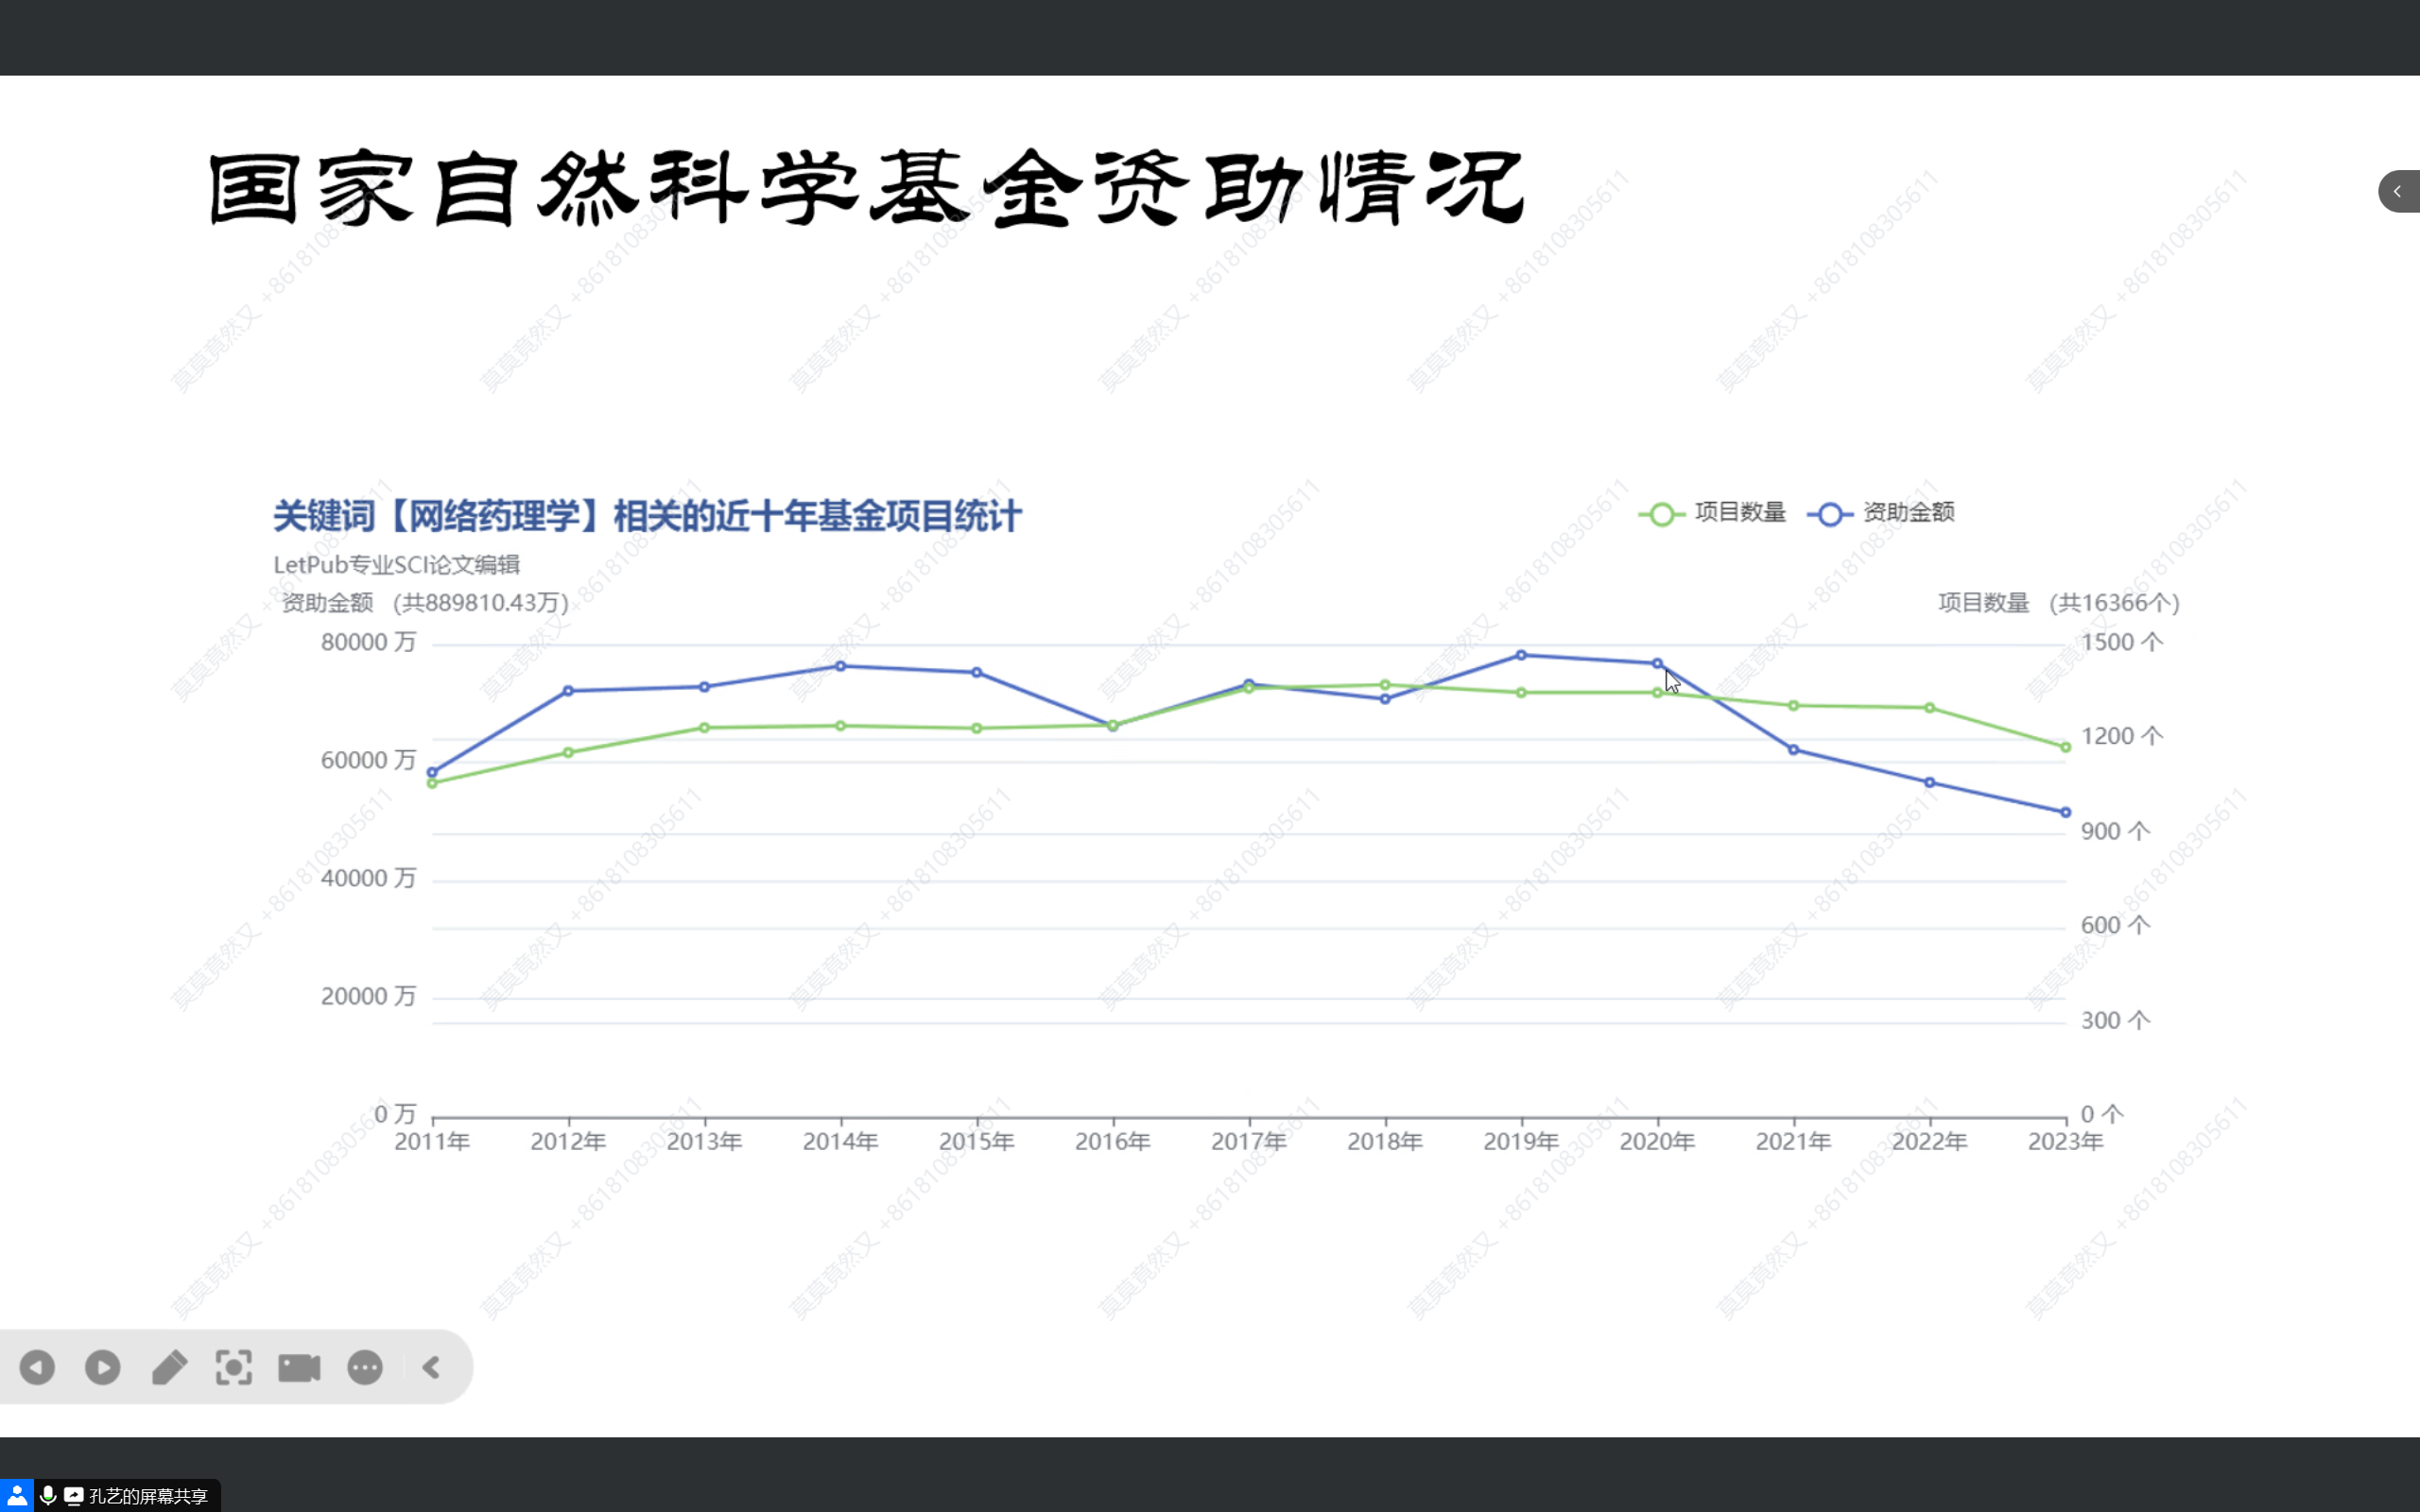 国家自然科学基金资助情况
关键词【网络药理学】相关的近十年基金项目统计
项目数量 资助金额
LetPub专业SCI论文编辑
资助金额 (共889810.43万)
项目数量 (共16366个)
80000 万
60000 万
40000 万
20000 万
0 万
1500 个
1200 个
900 个
600 个
300 个
0 个
2011年 2012年 2013年 2014年 2015年 2016年 2017年 2018年 2019年 2020年 2021年 2022年 2023年
莫莫竟然又 +8618108305611
孔艺的屏幕共享